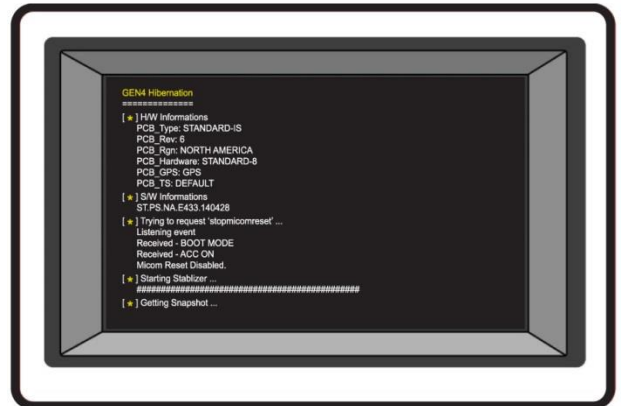 GEN4 Hibernation
==============
[ ★ ] H/W Informations
PCB_Type: STANDARD-IS
PCB_Rev: 6
PCB_Rgn: NORTH AMERICA
PCB_Hardware: STANDARD-8
PCB_GPS: GPS
PCB_TS: DEFAULT
[ ★ ] S/W Informations
ST.PS.NA.E433.140428
[ ★ ] Trying to request 'stopmicomreset' ...
Listening event
Received - BOOT MODE
Received - ACC ON
Micom Reset Disabled.
[ ★ ] Starting Stablizer ...
##############################################
[ ★ ] Getting Snapshot ...